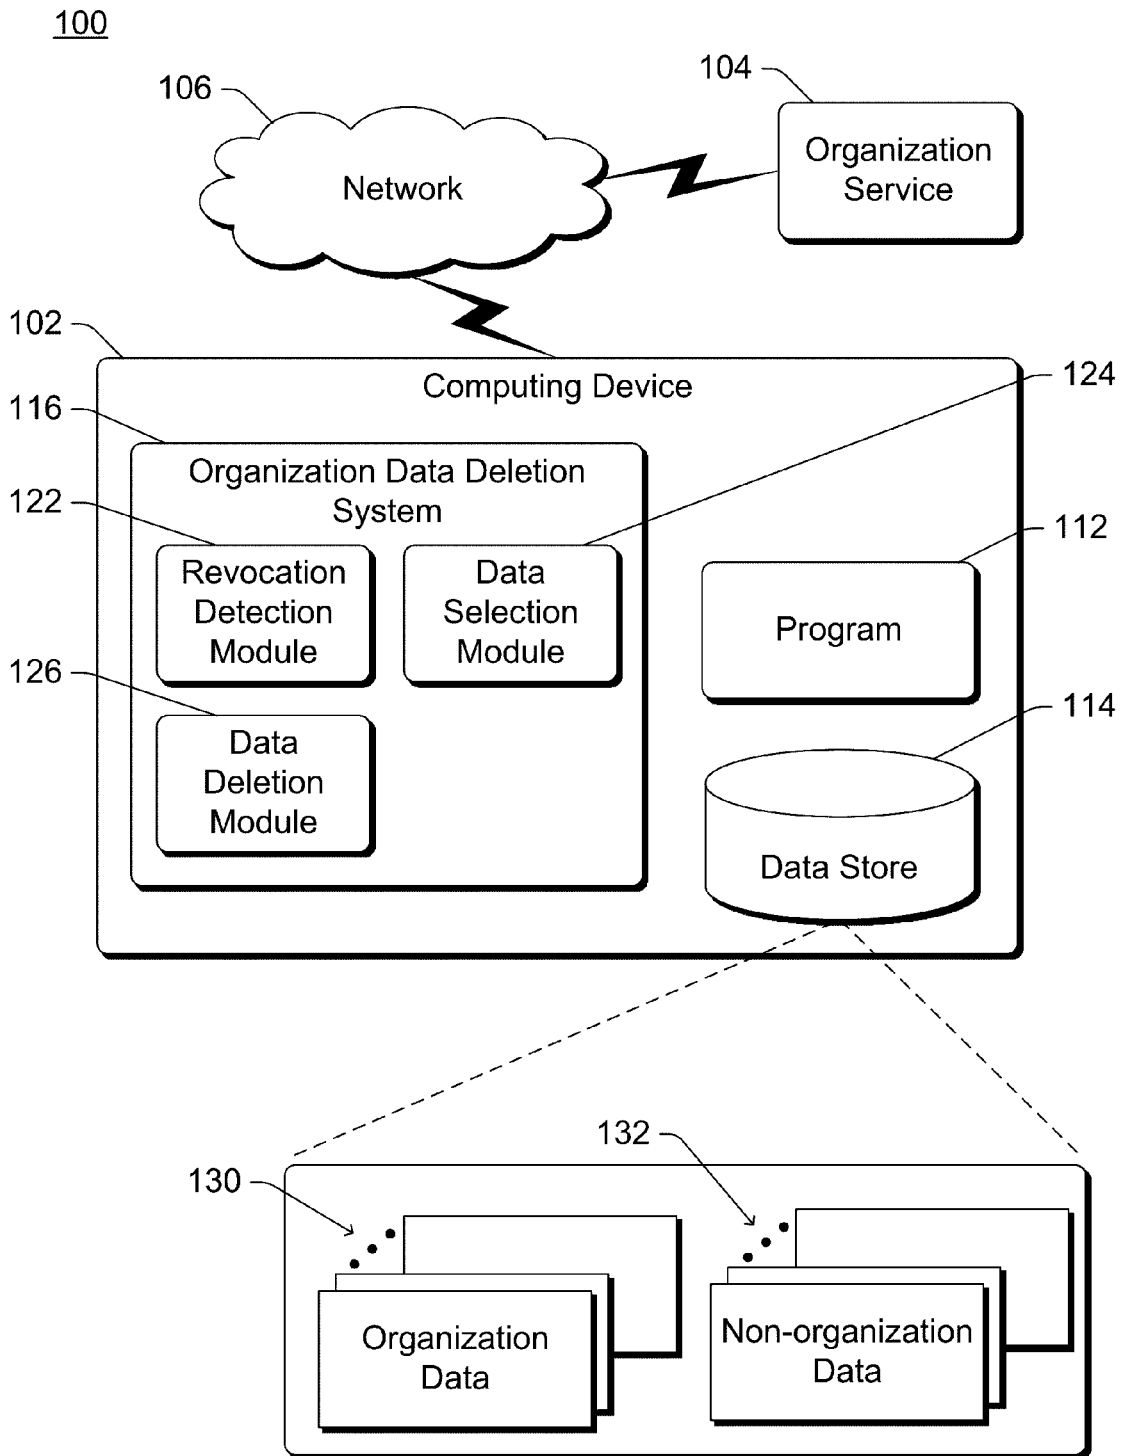 100
106
104
Network
Organization
Service
102
Computing Device
124
116
Organization Data Deletion
System
122
112
Revocation
Detection
Module
Data
Selection
Module
Program
126
114
Data
Deletion
Module
Data Store
132
130
Organization
Data
Non-organization
Data